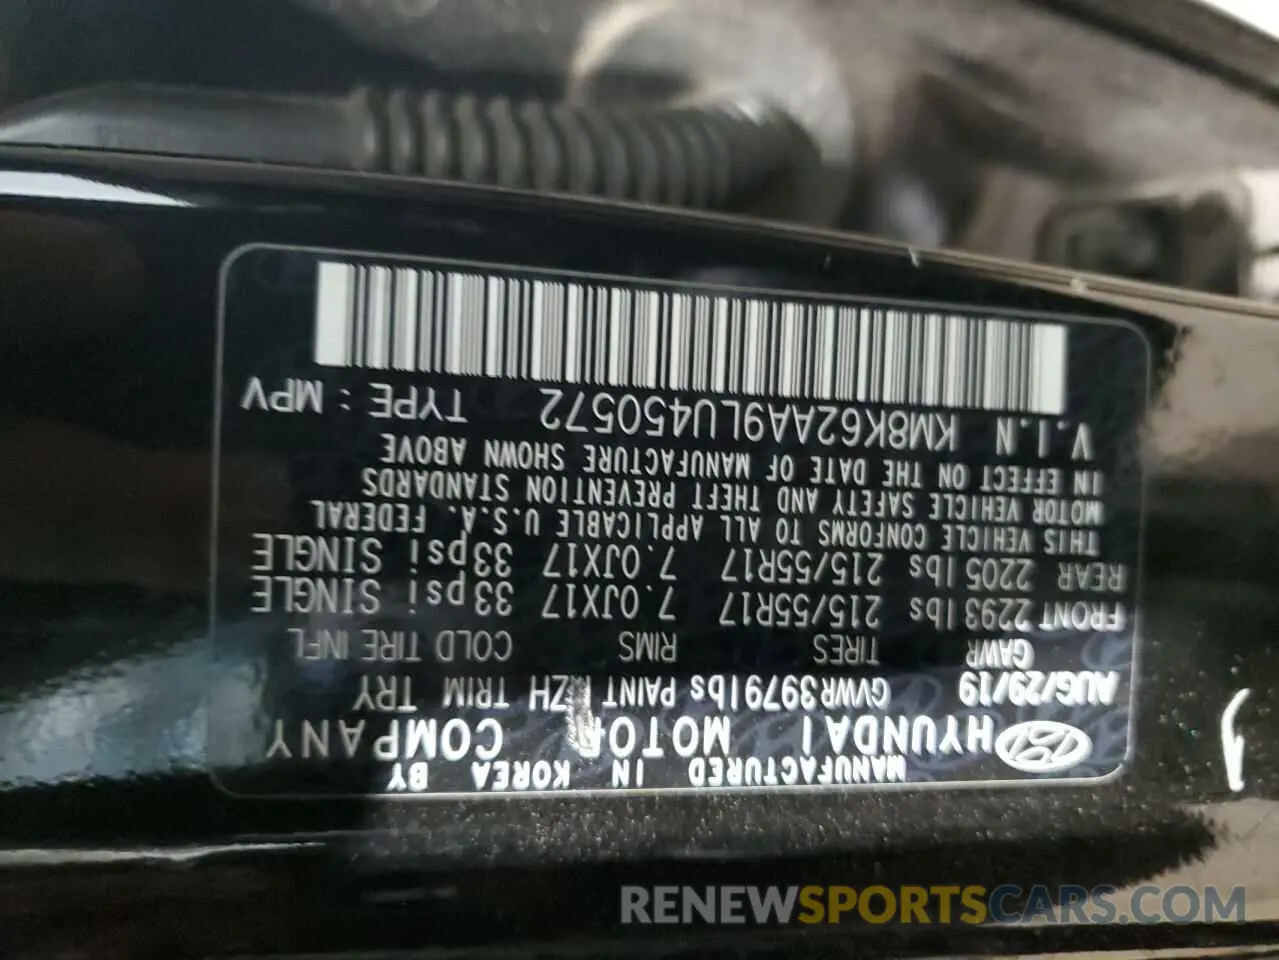 MANUFACTURED IN KOREA BY
HYUNDAI MOTOR COMPANY
AUG/29/19 GVWR 3979lbs PAINT ZH TRIM TRY
GAWR TIRES RIMS COLD TIRE INFL
FRONT 2293lbs 215/55R17 7.0JX17 33psi SINGLE
REAR 2205lbs 215/55R17 7.0JX17 33psi SINGLE
THIS VEHICLE CONFORMS TO ALL APPLICABLE U.S.A. FEDERAL
MOTOR VEHICLE SAFETY AND THEFT PREVENTION STANDARDS
IN EFFECT ON THE DATE OF MANUFACTURE SHOWN ABOVE
V.I.N KM8K62AA9LU450572 TYPE : MPV
RENEWSPORTSCARS.COM